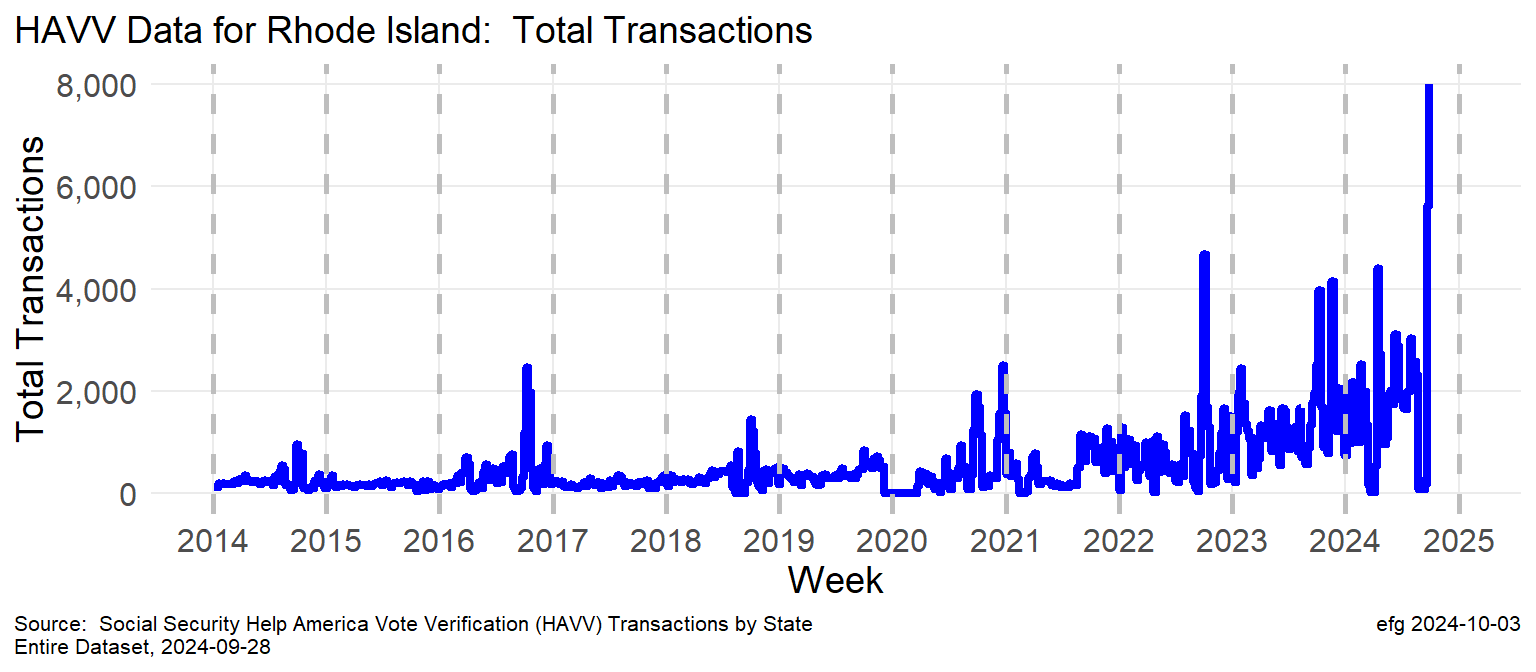 HAVV Data for Rhode Island:  Total Transactions
Total Transactions
8,000
6,000
4,000
2,000
0
2014 2015 2016 2017 2018 2019 2020 2021 2022 2023 2024 2025
Week
Source:  Social Security Help America Vote Verification (HAVV) Transactions by State
Entire Dataset, 2024-09-28
efg 2024-10-03